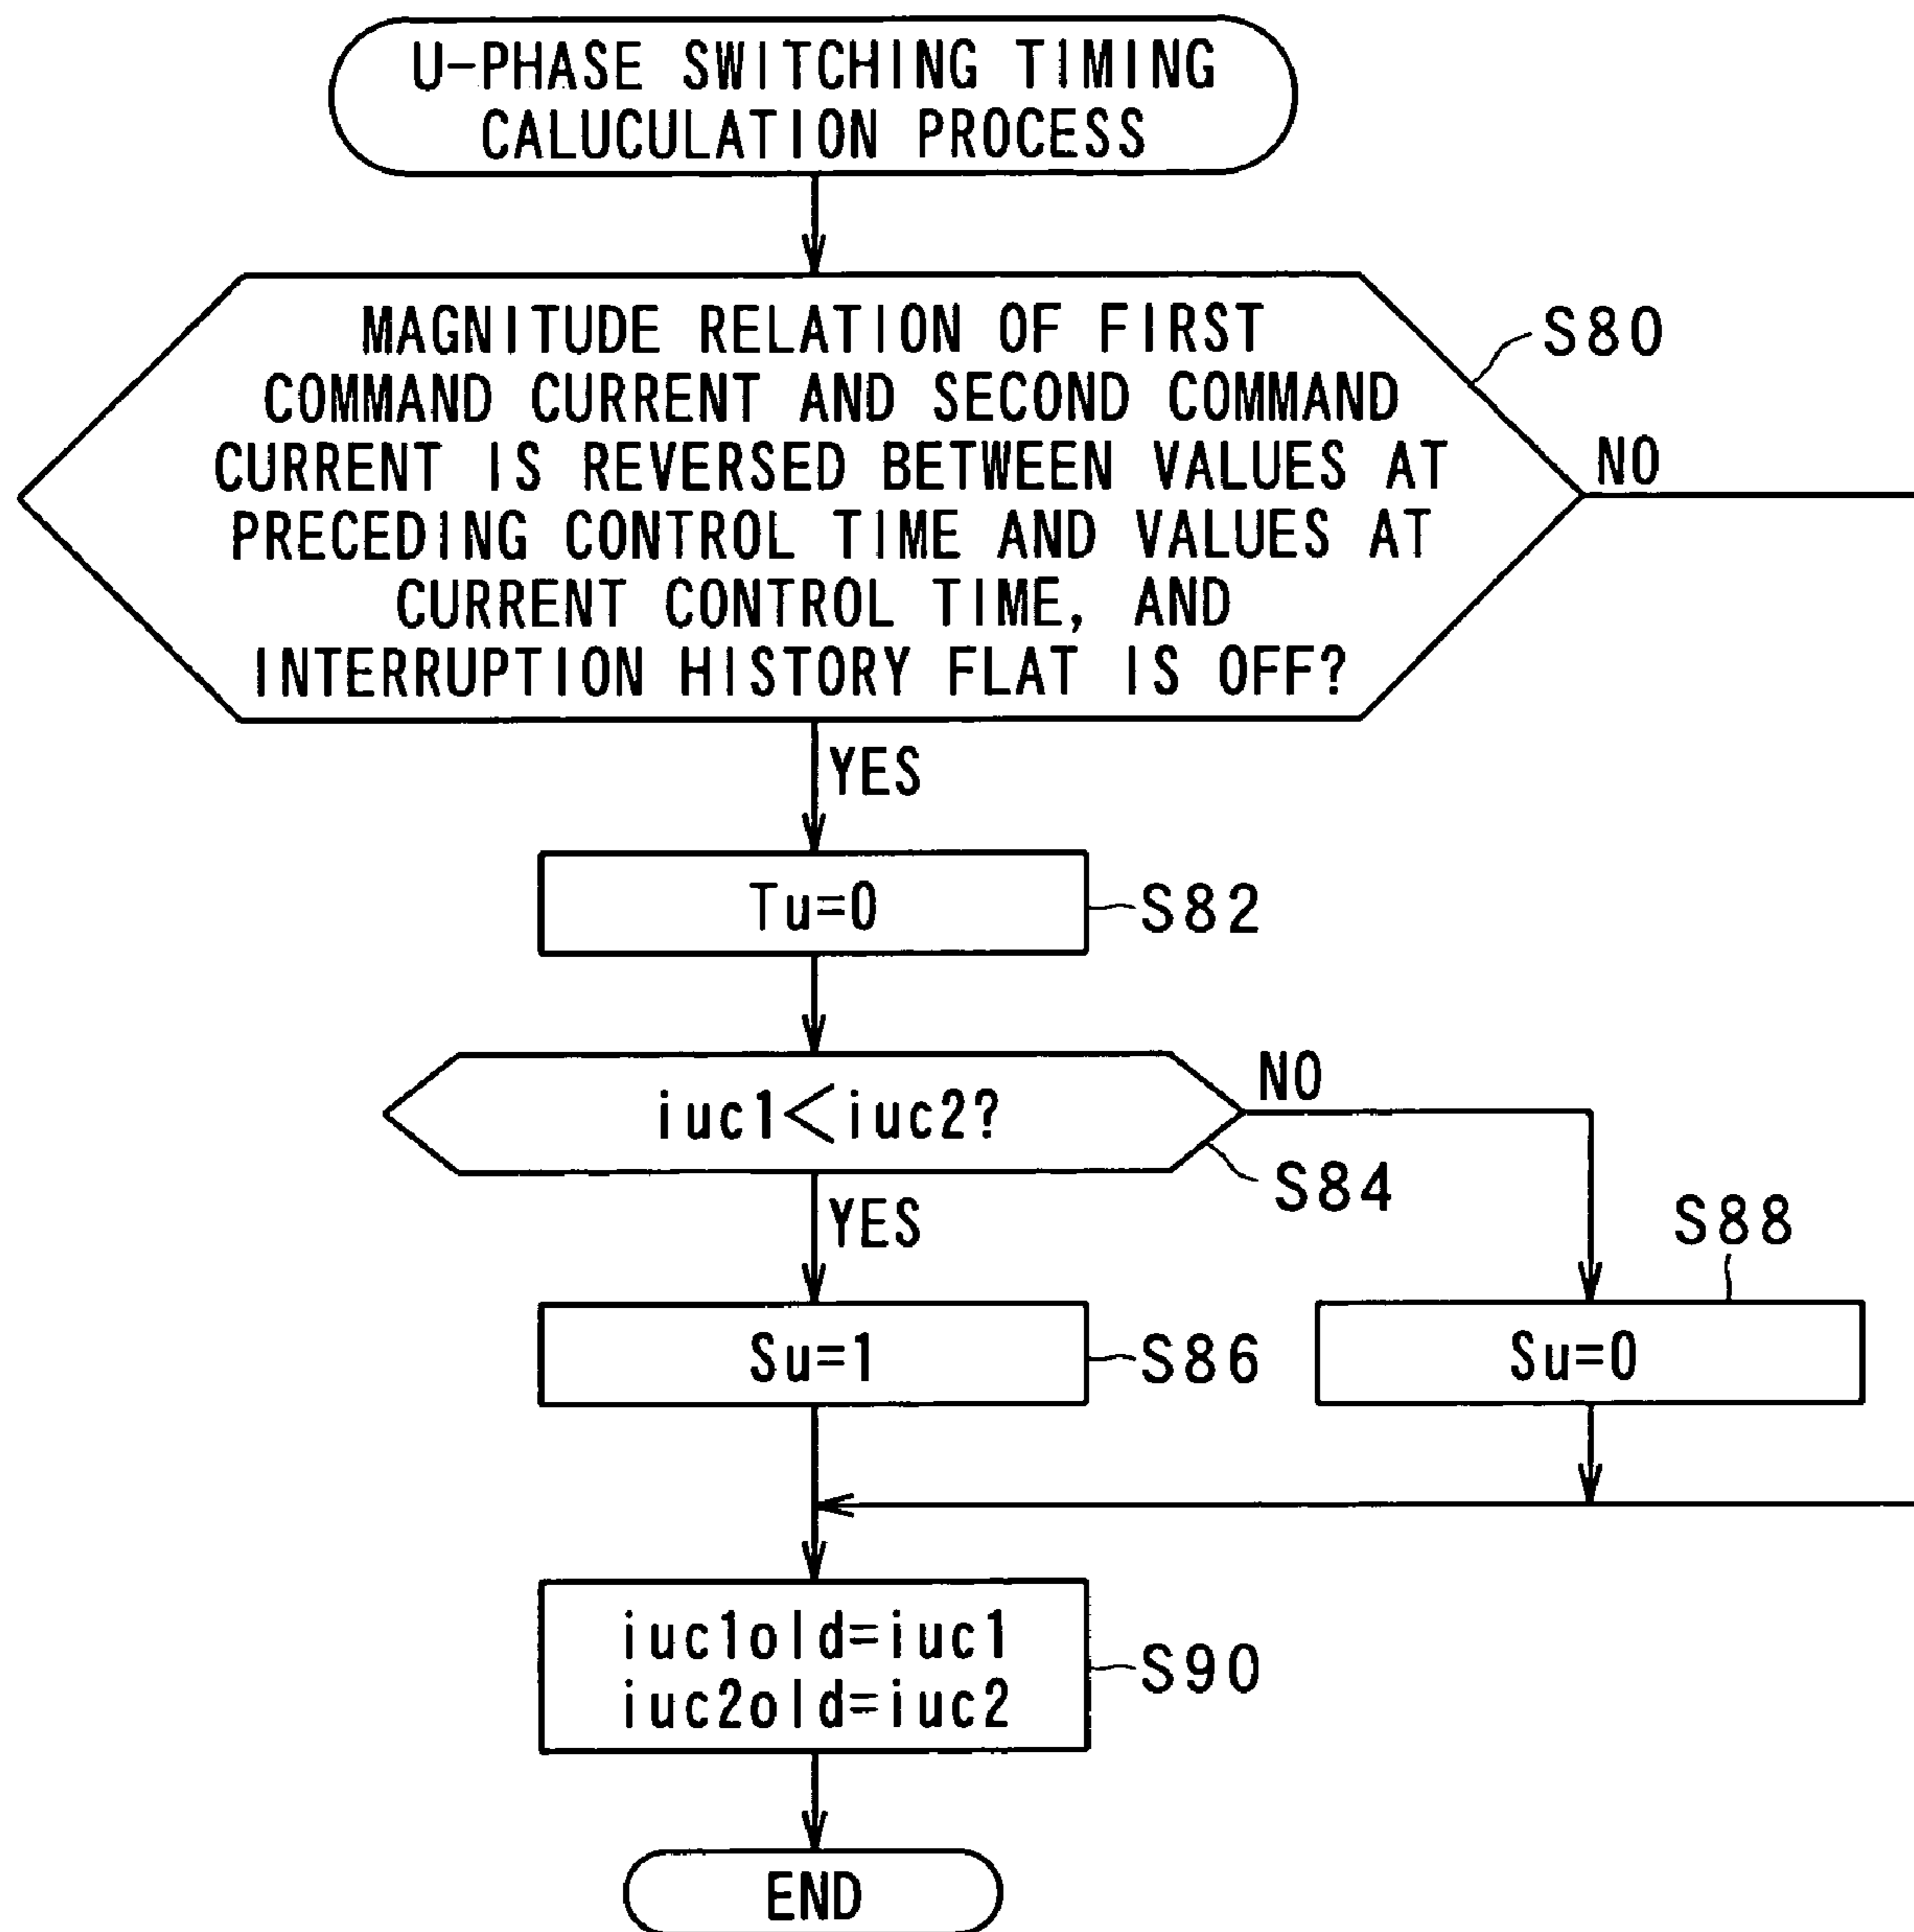 U-PHASE SWITCHING TIMING
CALUCULATION PROCESS
MAGNITUDE RELATION OF FIRST
COMMAND CURRENT AND SECOND COMMAND
CURRENT IS REVERSED BETWEEN VALUES AT
PRECEDING CONTROL TIME AND VALUES AT
CURRENT CONTROL TIME, AND
INTERRUPTION HISTORY FLAT IS OFF?
S80
NO
YES
Tu=0
S82
iuc1<iuc2?
NO
S84
YES
S88
Su=1
S86
Su=0
iuc1old=iuc1
iuc2old=iuc2
S90
END